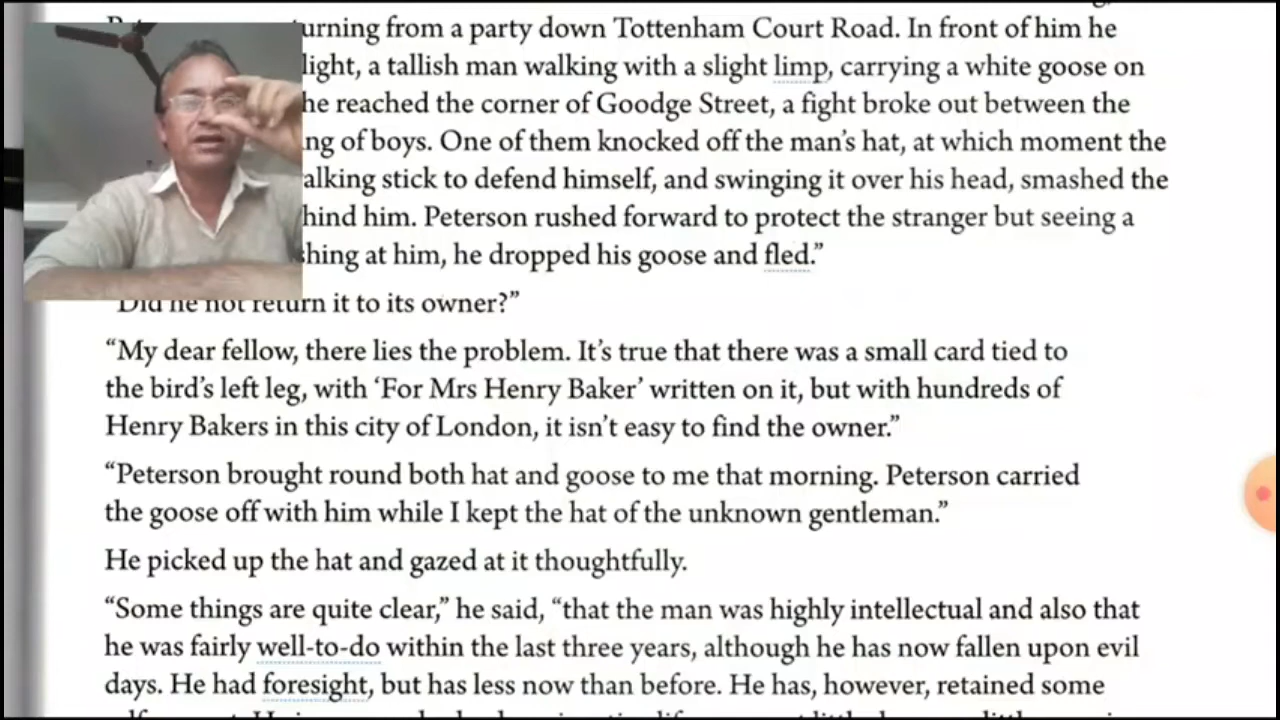 urning from a party down Tottenham Court Road. In front of him he
light, a tallish man walking with a slight limp, carrying a white goose on
he reached the corner of Goodge Street, a fight broke out between the
ng of boys. One of them knocked off the man’s hat, at which moment the
alking stick to defend himself, and swinging it over his head, smashed the
hind him. Peterson rushed forward to protect the stranger but seeing a
hing at him, he dropped his goose and fled.”
“Did he not return it to its owner?”
“My dear fellow, there lies the problem. It’s true that there was a small card tied to
the bird’s left leg, with ‘For Mrs Henry Baker’ written on it, but with hundreds of
Henry Bakers in this city of London, it isn’t easy to find the owner.”
“Peterson brought round both hat and goose to me that morning. Peterson carried
the goose off with him while I kept the hat of the unknown gentleman.”
He picked up the hat and gazed at it thoughtfully.
“Some things are quite clear,” he said, “that the man was highly intellectual and also that
he was fairly well-to-do within the last three years, although he has now fallen upon evil
days. He had foresight, but has less now than before. He has, however, retained some